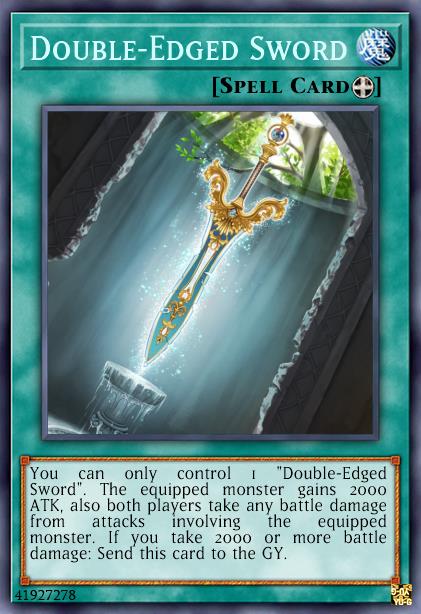 DOUBLE-EDGED SWORD
魔
[SPELL CARD]
You can only control 1 "Double-Edged
Sword". The equipped monster gains 2000
ATK, also both players take any battle damage
from attacks involving the equipped
monster. If you take 2000 or more battle
damage: Send this card to the GY.
41927278